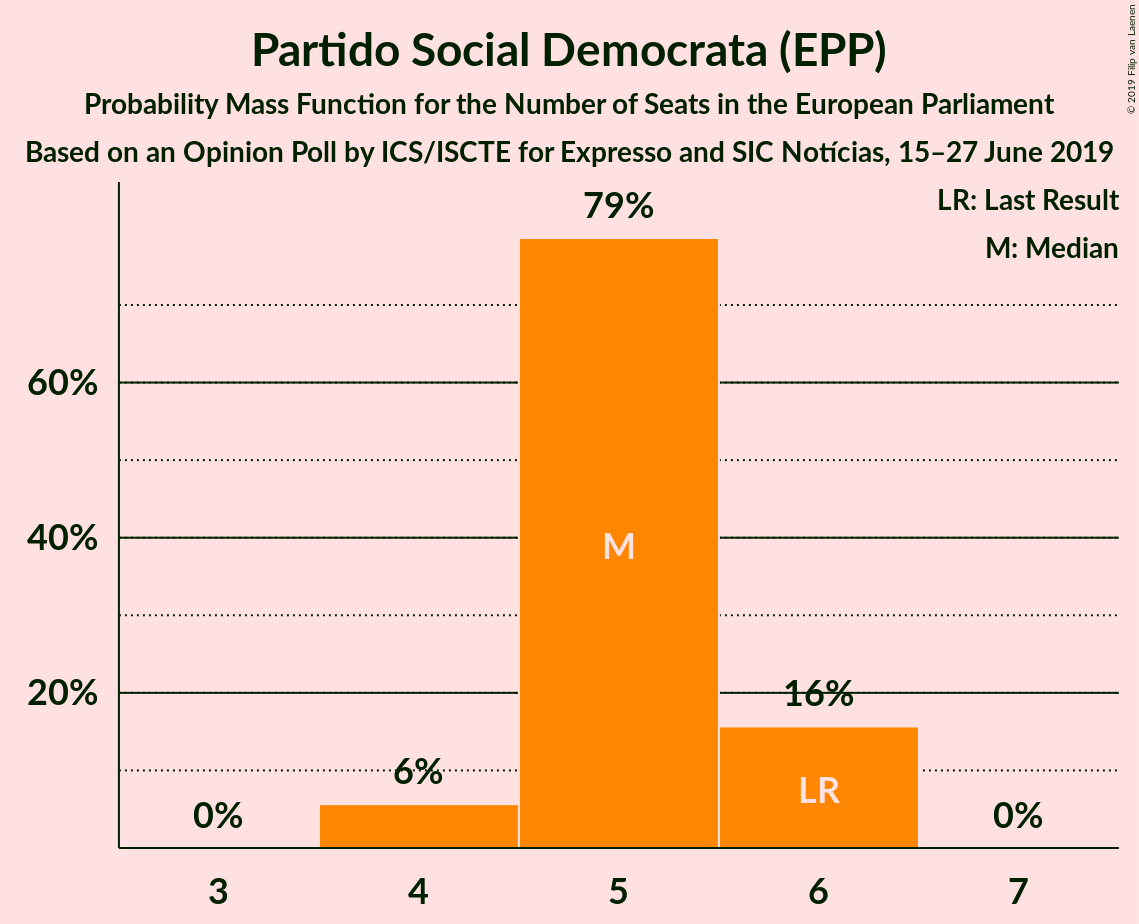 Partido Social Democrata (EPP)
Probability Mass Function for the Number of Seats in the European Parliament
Based on an Opinion Poll by ICS/ISCTE for Expresso and SIC Notícias, 15–27 June 2019
© 2019 Filip van Laenen
LR: Last Result
M: Median
79%
60%
40%
20%
M
16%
LR
6%
0%
0%
3 4 5 6 7